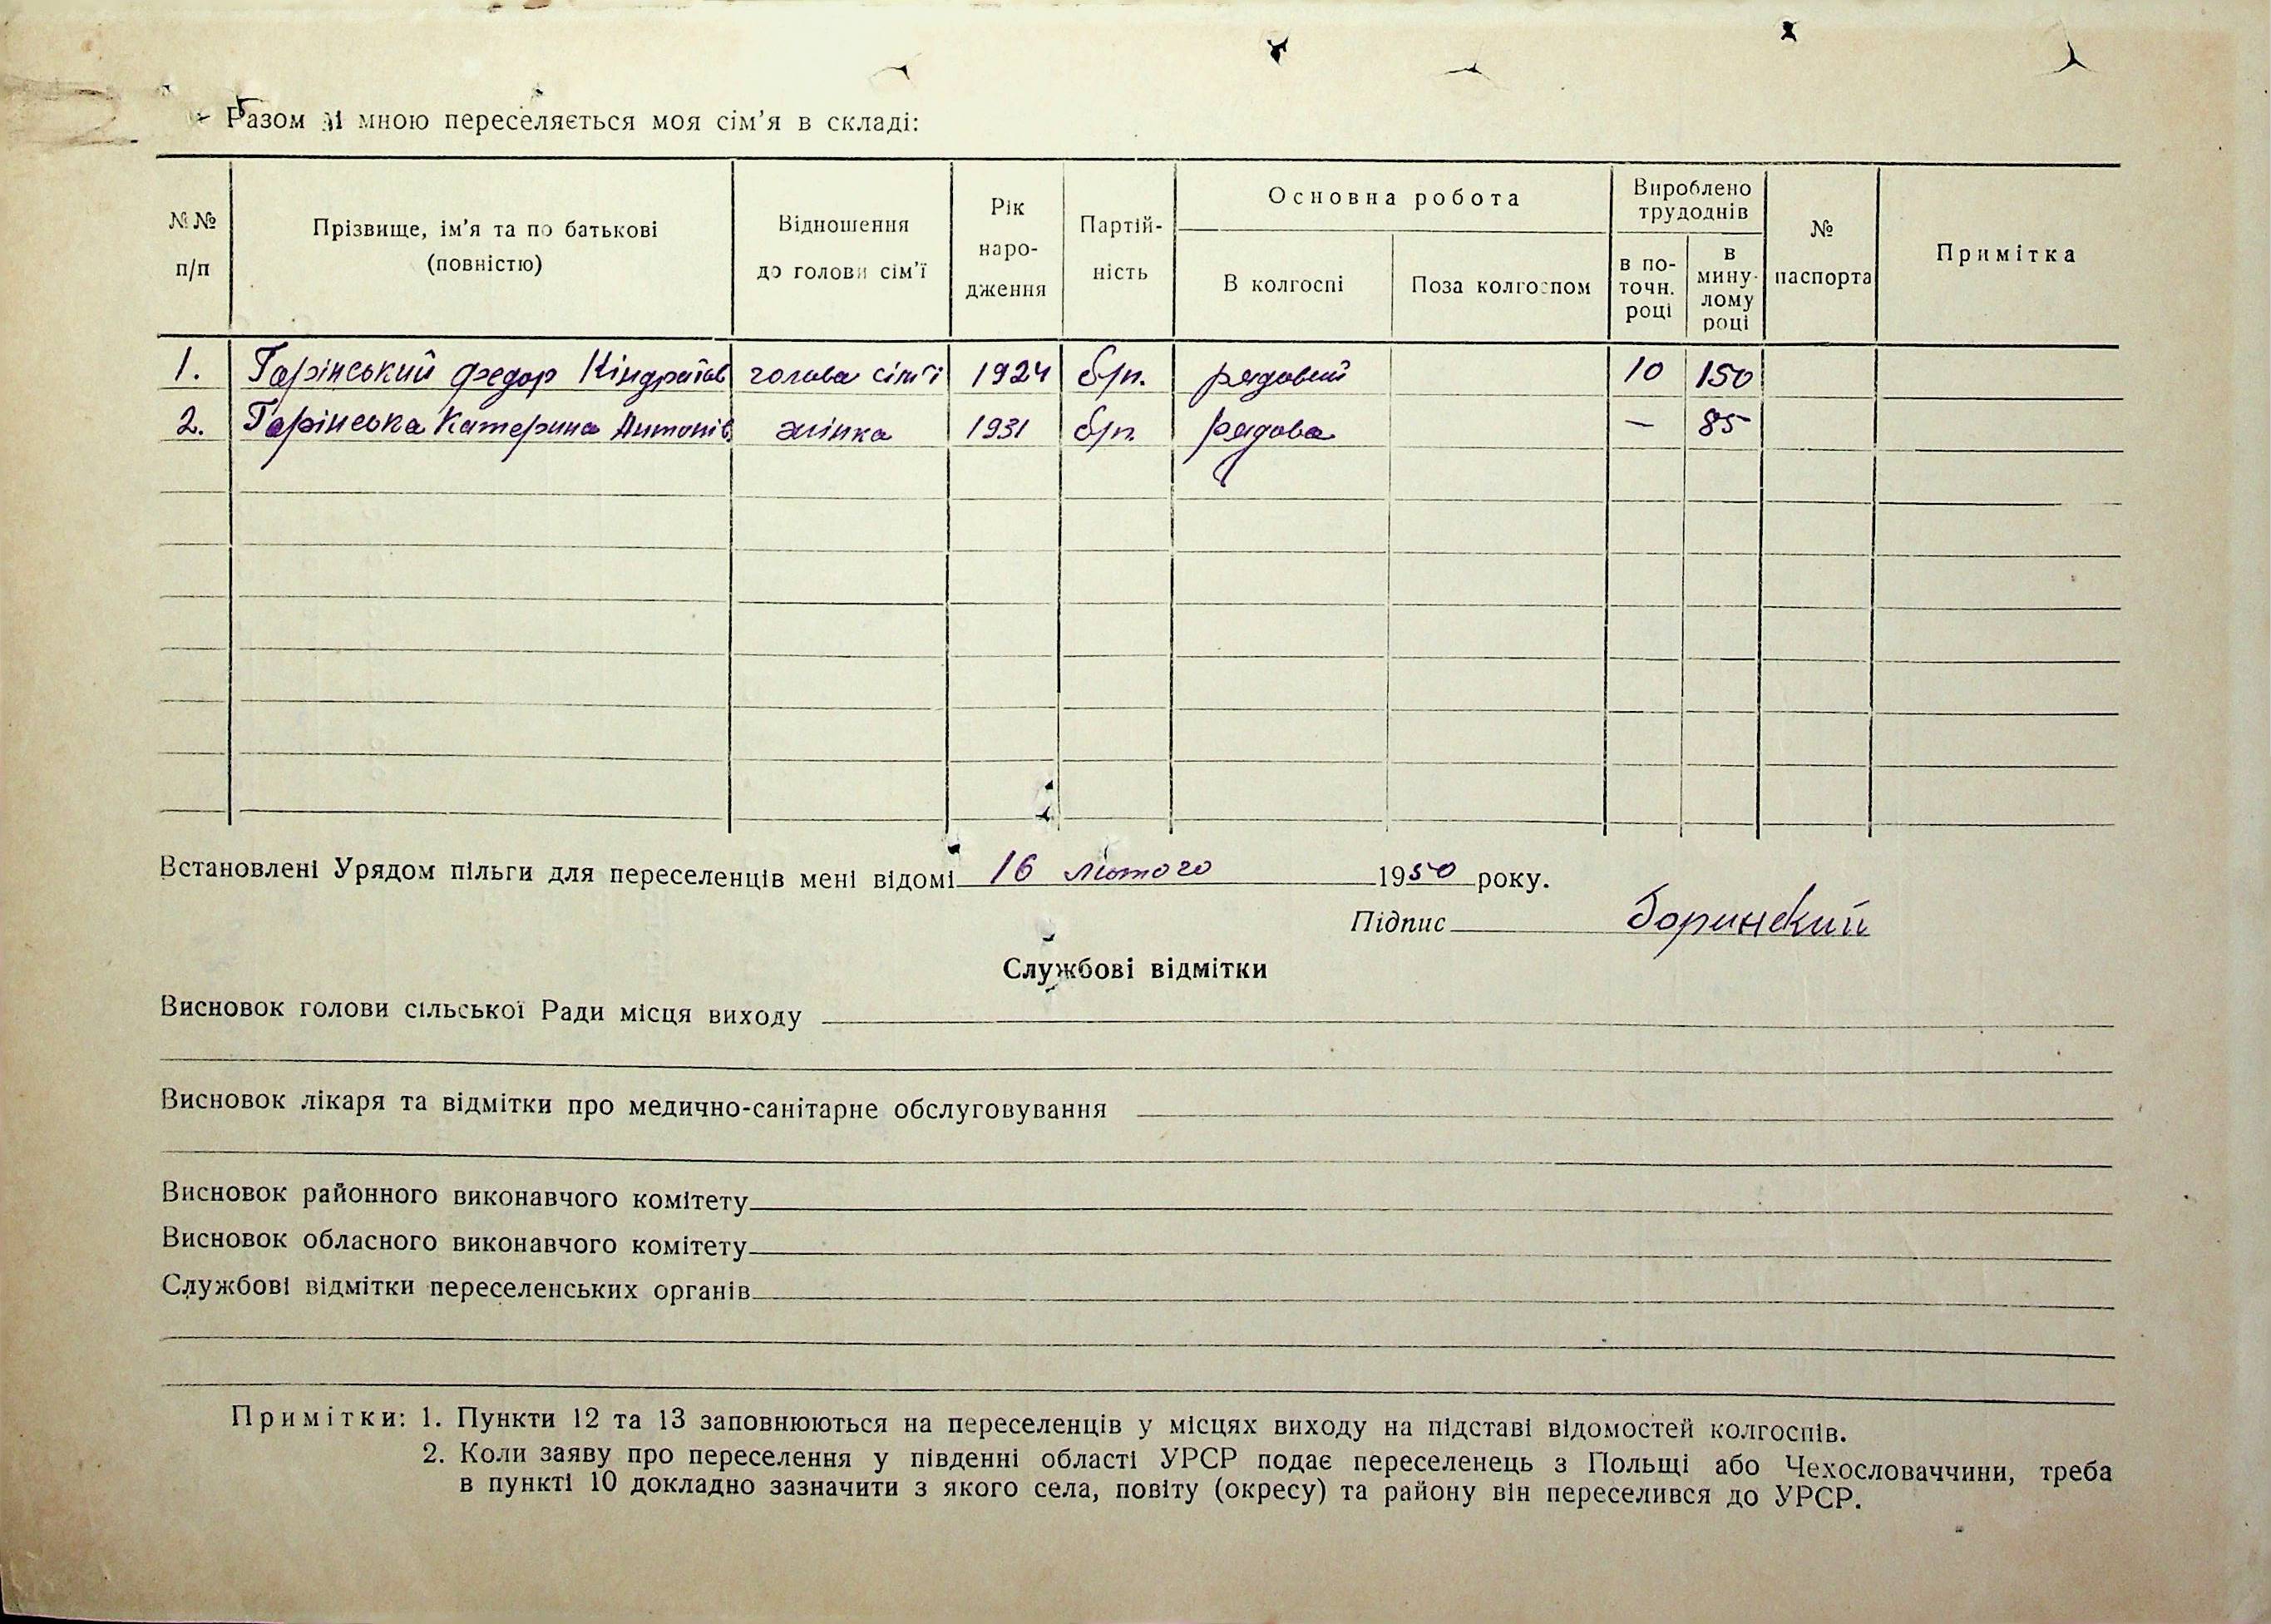 Разом зі мною переселяється моя сім'я в складі:
№№ п/п
Прізвище, ім'я та по батькові (повністю)
Відношення до голови сім'ї
Рік народження
Партійність
Основна робота
В колгоспі
Поза колгоспом
Вироблено трудоднів
в поточн. році
в минулому році
№ паспорта
Примітка
1. Горінський Федор Кіндратов голова сім'ї 1924 б/п. рядовий 10 150
2. Горінська Катерина Антонів жінка 1931 б/п. рядова — 85
Встановлені Урядом пільги для переселенців мені відомі 16 лютого 1950 року.
Підпис Горинский
Службові відмітки
Висновок голови сільської Ради місця виходу
Висновок лікаря та відмітки про медично-санітарне обслуговування
Висновок районного виконавчого комітету
Висновок обласного виконавчого комітету
Службові відмітки переселенських органів
Примітки: 1. Пункти 12 та 13 заповнюються на переселенців у місцях виходу на підставі відомостей колгоспів.
2. Коли заяву про переселення у південні області УРСР подає переселенець з Польщі або Чехословаччини, треба
в пункті 10 докладно зазначити з якого села, повіту (окресу) та району він переселився до УРСР.